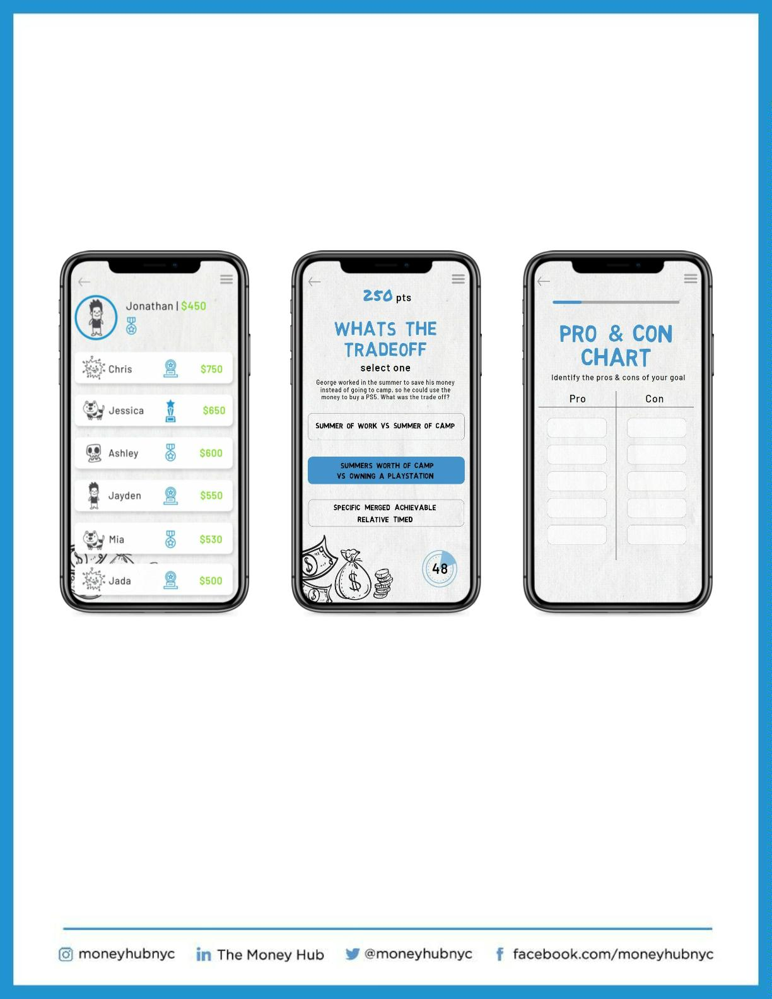 Jonathan | $450
Chris $750
Jessica $650
Ashley $600
Jayden $550
Mia $530
Jada $500
250 pts
WHATS THE
TRADEOFF
select one
George worked in the summer to save his money
instead of going to camp, so he could use the
money to buy a PS5. What was the trade off?
SUMMER OF WORK VS SUMMER OF CAMP
SUMMERS WORTH OF CAMP
VS OWNING A PLAYSTATION
SPECIFIC MERGED ACHIEVABLE
RELATIVE TIMED
$ $ $
48
PRO & CON
CHART
Identify the pros & cons of your goal
Pro Con
moneyhubnyc in The Money Hub @moneyhubnyc f facebook.com/moneyhubnyc